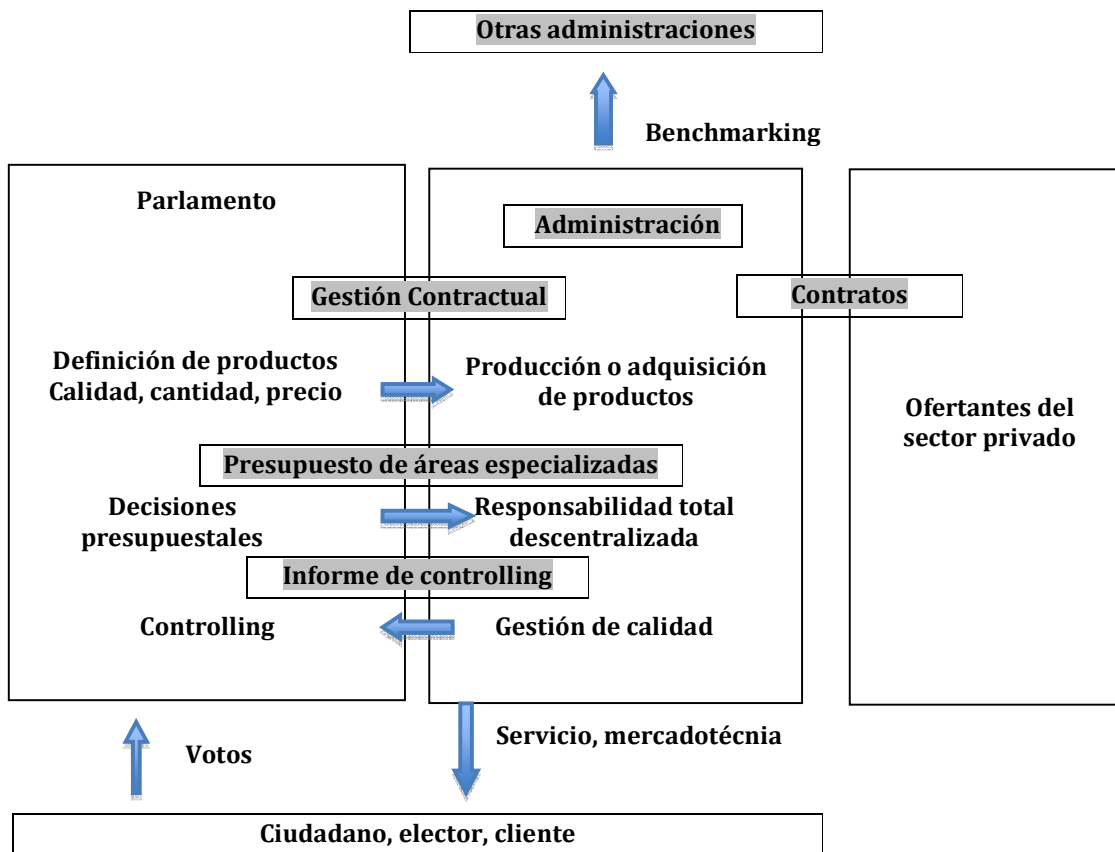 Otras administraciones
Benchmarking
Parlamento
Administración
Gestión Contractual
Contratos
Definición de productos
Calidad, cantidad, precio
Producción o adquisición
de productos
Ofertantes del
sector privado
Presupuesto de áreas especializadas
Decisiones
presupuestales
Responsabilidad total
descentralizada
Informe de controlling
Controlling
Gestión de calidad
Votos
Servicio, mercadotécnia
Ciudadano, elector, cliente